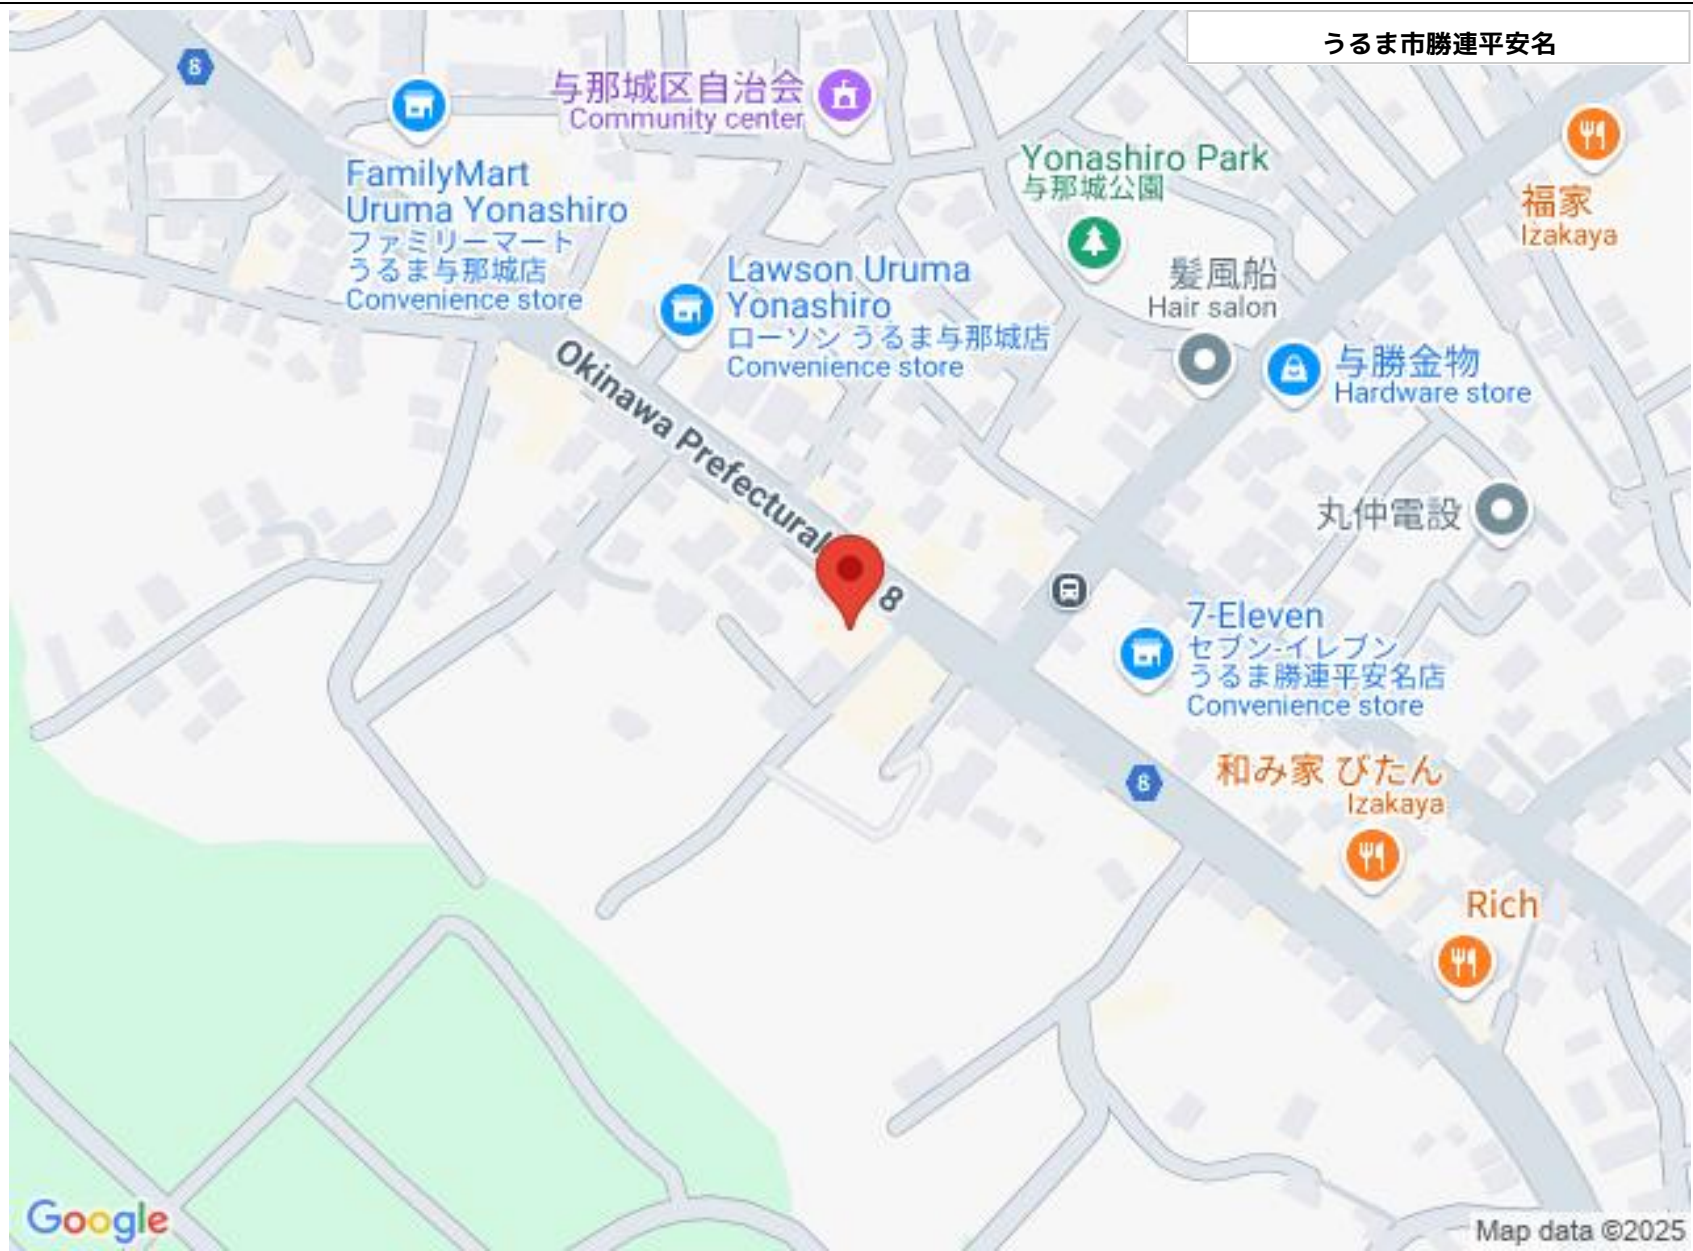 うるま市勝連平安名
8
与那城区自治会
Community center
FamilyMart
Uruma Yonashiro
ファミリーマート
うるま与那城店
Convenience store
Yonashiro Park
与那城公園
福家
Izakaya
Lawson Uruma
Yonashiro
ローソン うるま与那城店
Convenience store
髪風船
Hair salon
与勝金物
Hardware store
Okinawa Prefectural
8
丸仲電設
7-Eleven
セブン-イレブン
うるま勝連平安名店
Convenience store
8
和み家 びたん
Izakaya
Rich
Google
Map data ©2025